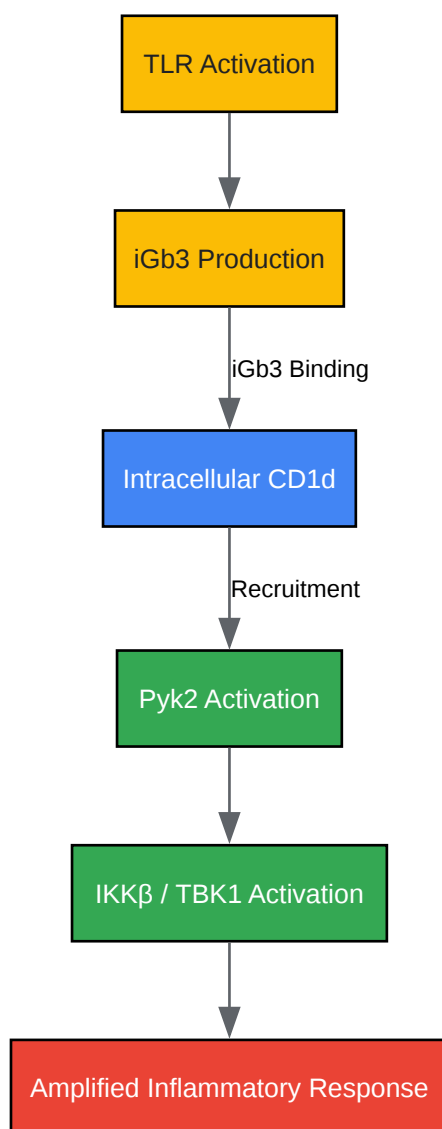 TLR Activation
iGb3 Production
iGb3 Binding
Intracellular CD1d
Recruitment
Pyk2 Activation
IKKβ / TBK1 Activation
Amplified Inflammatory Response